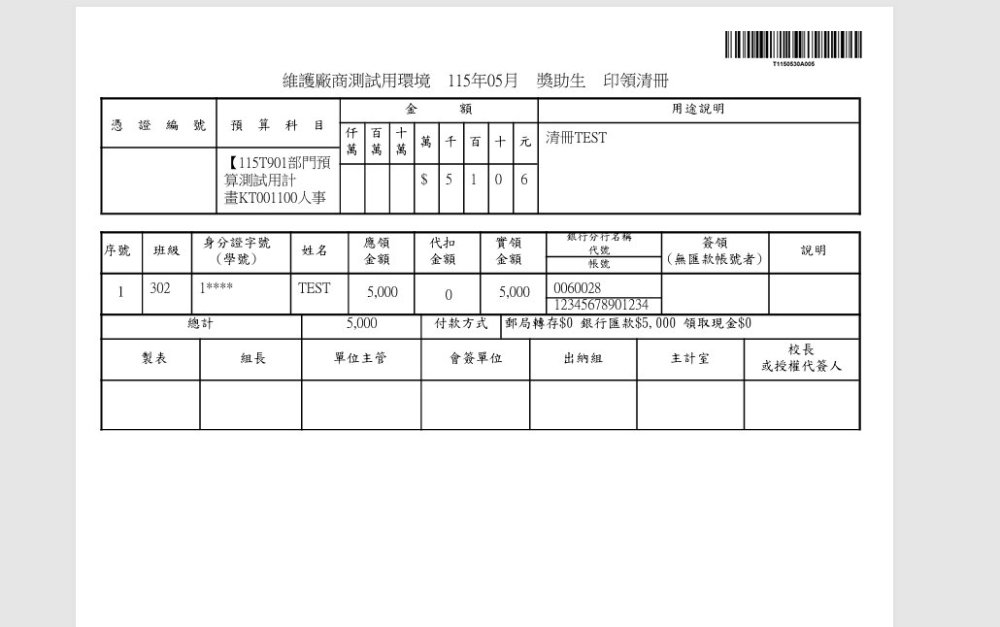 T1150530A005
維護廠商測試用環境 115年05月 獎助生 印領清冊
憑證編號 預算科目 金額 用途說明
仟萬 百萬 十萬 萬 千 百 十 元
清冊TEST
【115T901部門預
算測試用計
畫KT001100人事
$ 5 1 0 6
序號 班級 身分證字號（學號） 姓名 應領金額 代扣金額 實領金額 銀行分行名稱代號 帳號 簽領（無匯款帳號者） 說明
1 302 1**** TEST 5,000 0 5,000 0060028
12345678901234
總計 5,000 付款方式 郵局轉存$0 銀行匯款$5,000 領取現金$0
製表 組長 單位主管 會簽單位 出納組 主計室 校長或授權代簽人